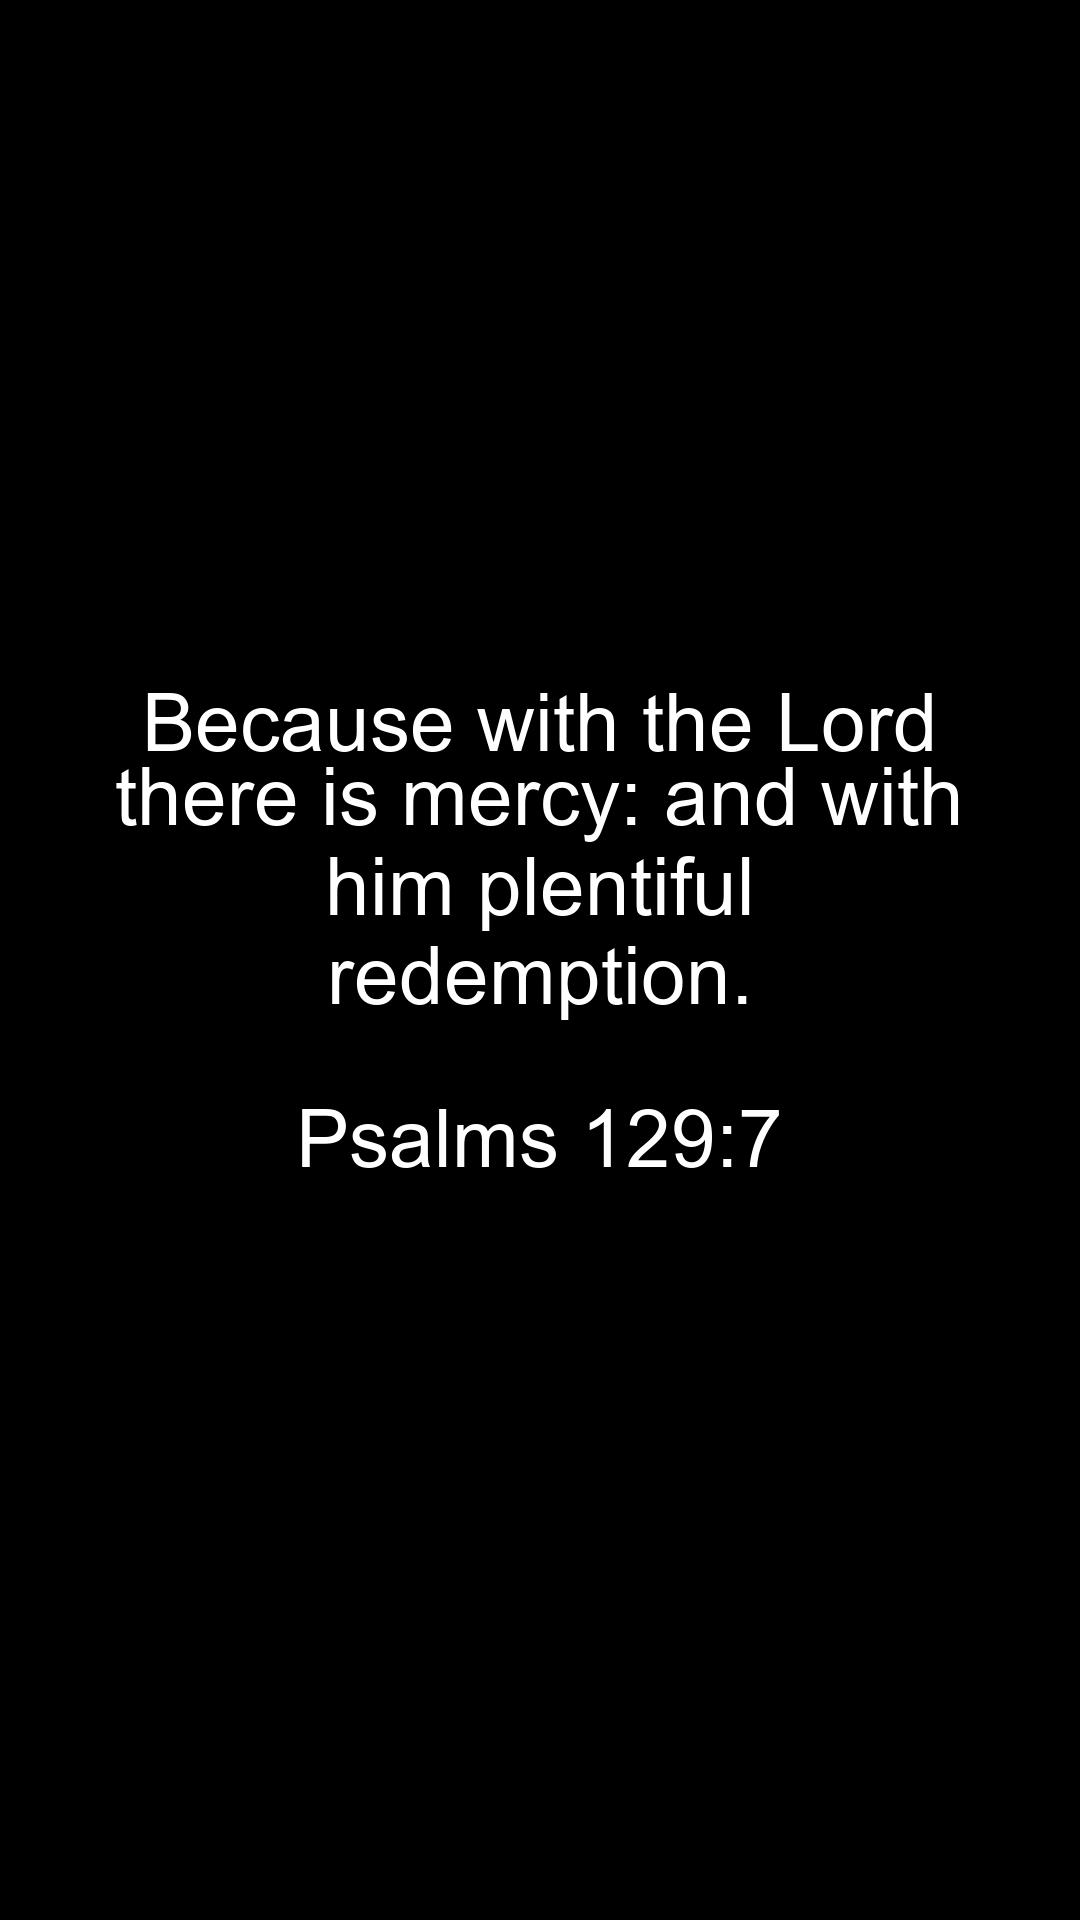 Because with the Lord
there is mercy: and with
him plentiful
redemption.
Psalms 129:7